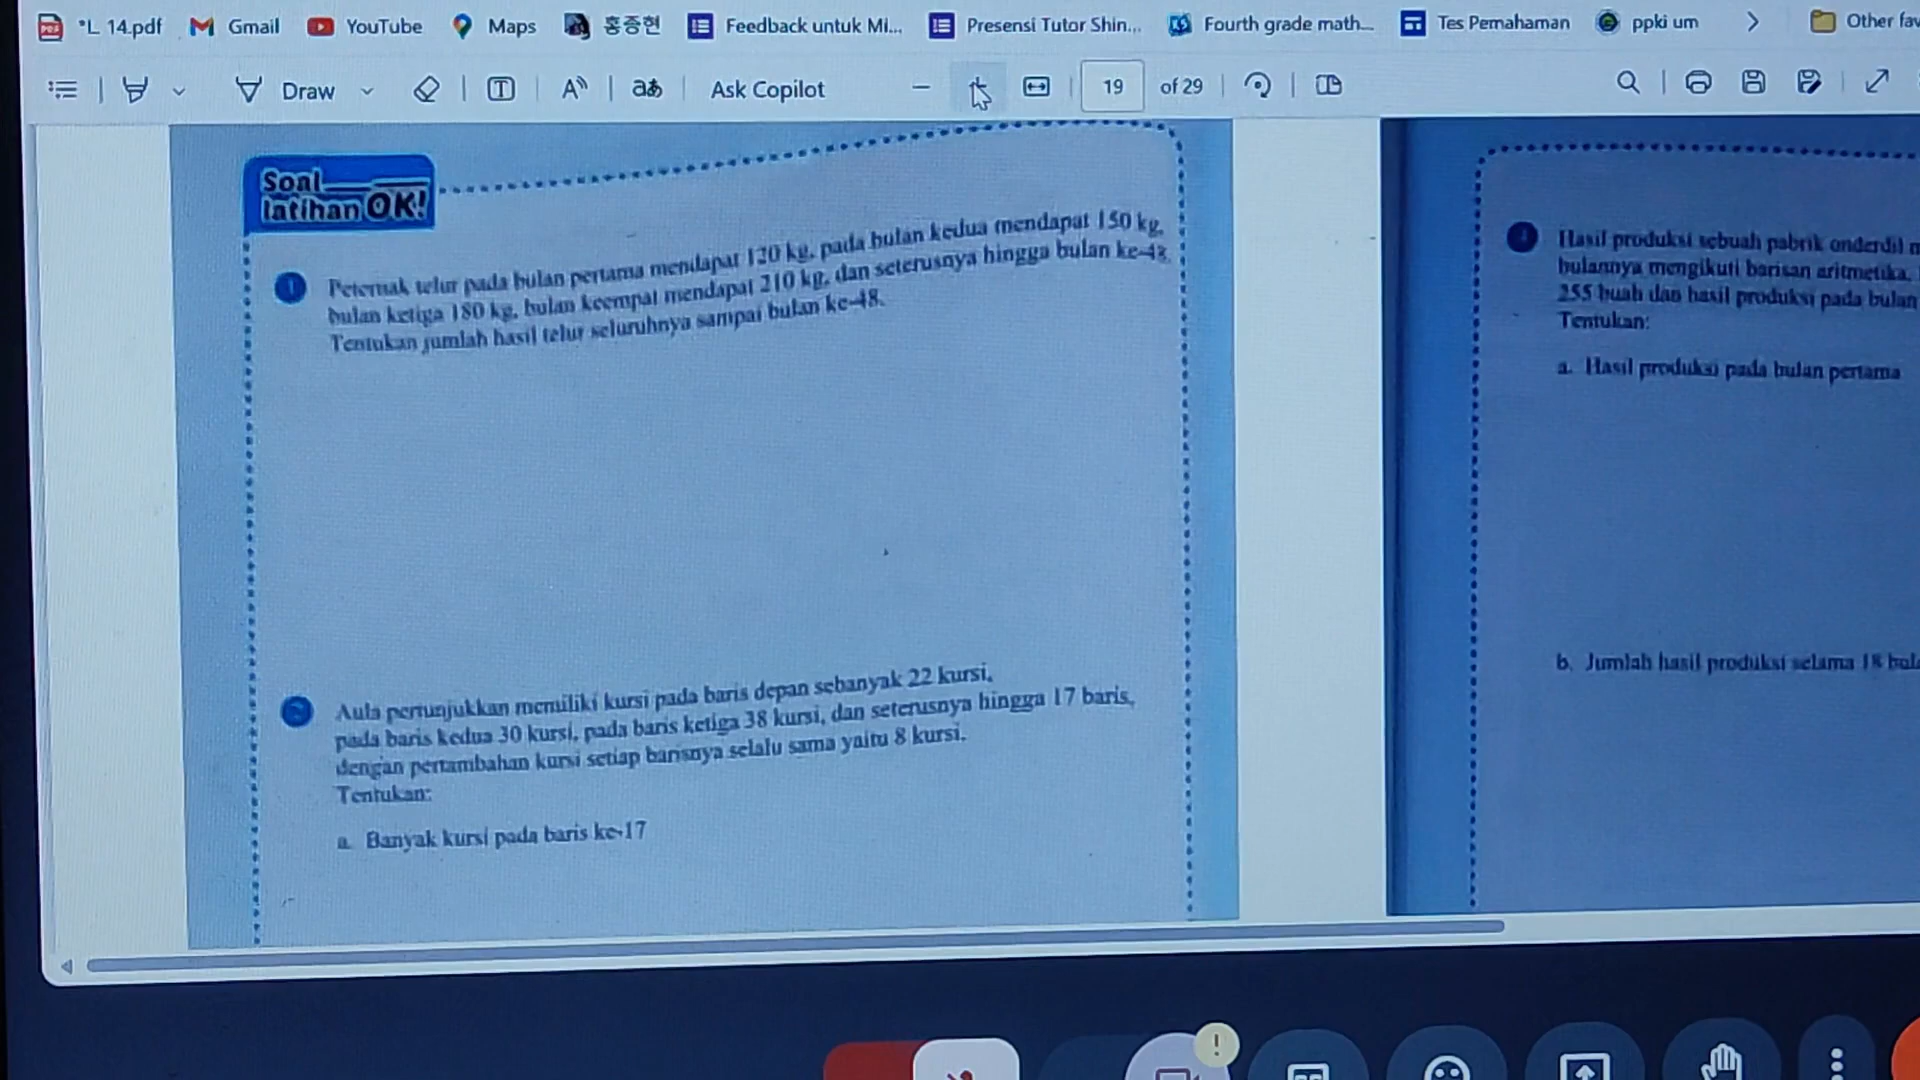 °L 14.pdf Gmail YouTube Maps 홍증현 Feedback untuk Mi... Presensi Tutor Shin... Fourth grade math... Tes Pemahaman ppki um Other fav
Draw A aあ Ask Copilot 19 of 29
Soal
latihan OK!
1 Peternak telur pada bulan pertama mendapat 120 kg, pada bulan kedua mendapat 150 kg,
bulan ketiga 180 kg, bulan keempat mendapat 210 kg, dan seterusnya hingga bulan ke-48.
Tentukan jumlah hasil telur seluruhnya sampai bulan ke-48.
2 Aula pertunjukkan memiliki kursi pada baris depan sebanyak 22 kursi,
pada baris kedua 30 kursi, pada baris ketiga 38 kursi, dan seterusnya hingga 17 baris,
dengan pertambahan kursi setiap barisnya selalu sama yaitu 8 kursi.
Tentukan:
a. Banyak kursi pada baris ke-17
Hasil produksi sebuah pabrik onderdil m
bulannya mengikuti barisan aritmetika.
255 buah dan hasil produksi pada bulan
Tentukan:
a. Hasil produksi pada bulan pertama
b. Jumlah hasil produksi selama 18 bula
!